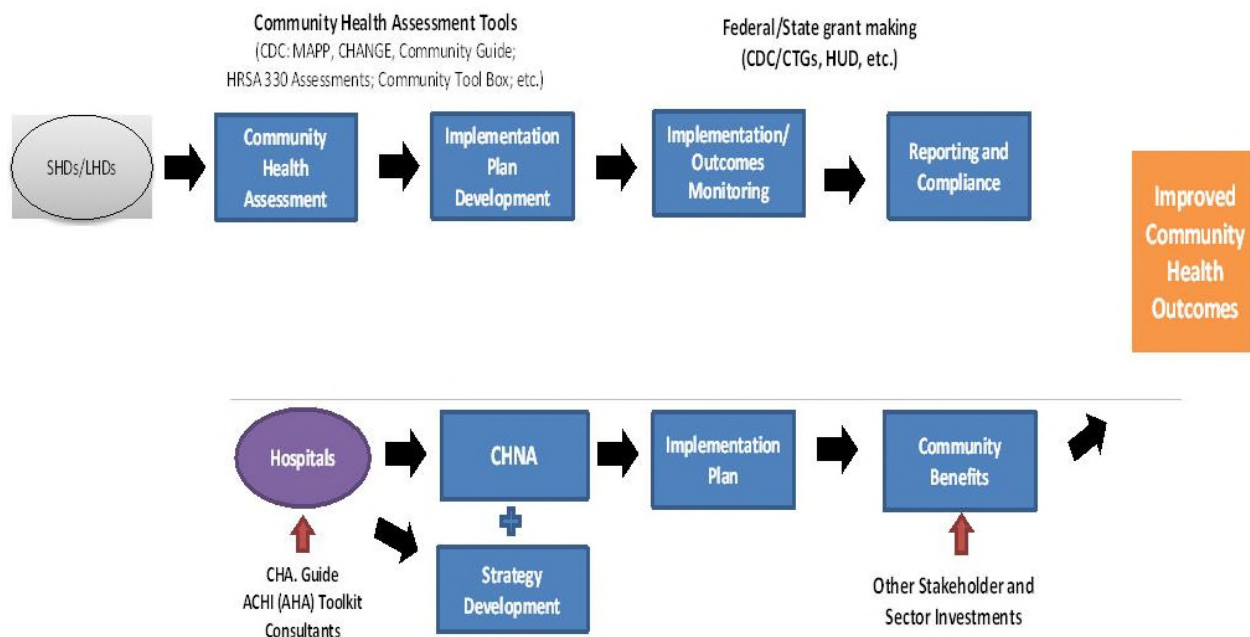 Community Health Assessment Tools
(CDC: MAPP, CHANGE, Community Guide;
HRSA 330 Assessments; Community Tool Box; etc.)
Federal/State grant making
(CDC/CTGs, HUD, etc.)
SHDs/LHDs
Community
Health
Assessment
Implementation
Plan
Development
Implementation/
Outcomes
Monitoring
Reporting and
Compliance
Improved
Community
Health
Outcomes
Hospitals
CHNA
Implementation
Plan
Community
Benefits
Strategy
Development
CHA. Guide
ACHI (AHA) Toolkit
Consultants
Other Stakeholder and
Sector Investments